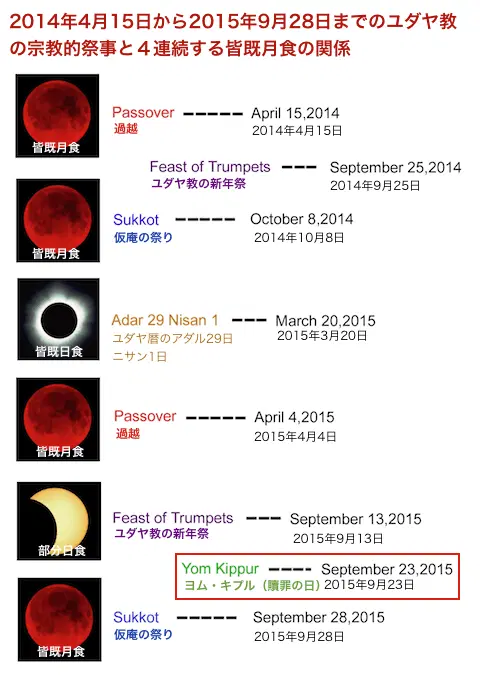 2014年4月15日から2015年9月28日までのユダヤ教
の宗教的祭事と４連続する皆既月食の関係
皆既月食
Passover ----- April 15,2014
過越 2014年4月15日
Feast of Trumpets --- September 25,2014
ユダヤ教の新年祭 2014年9月25日
皆既月食
Sukkot ----- October 8,2014
仮庵の祭り 2014年10月8日
皆既日食
Adar 29 Nisan 1 --- March 20,2015
ユダヤ暦のアダル29日 2015年3月20日
ニサン1日
皆既月食
Passover ----- April 4,2015
過越 2015年4月4日
部分日食
Feast of Trumpets --- September 13,2015
ユダヤ教の新年祭 2015年9月13日
Yom Kippur ---- September 23,2015
ヨム・キプル（贖罪の日） 2015年9月23日
皆既月食
Sukkot ----- September 28,2015
仮庵の祭り 2015年9月28日